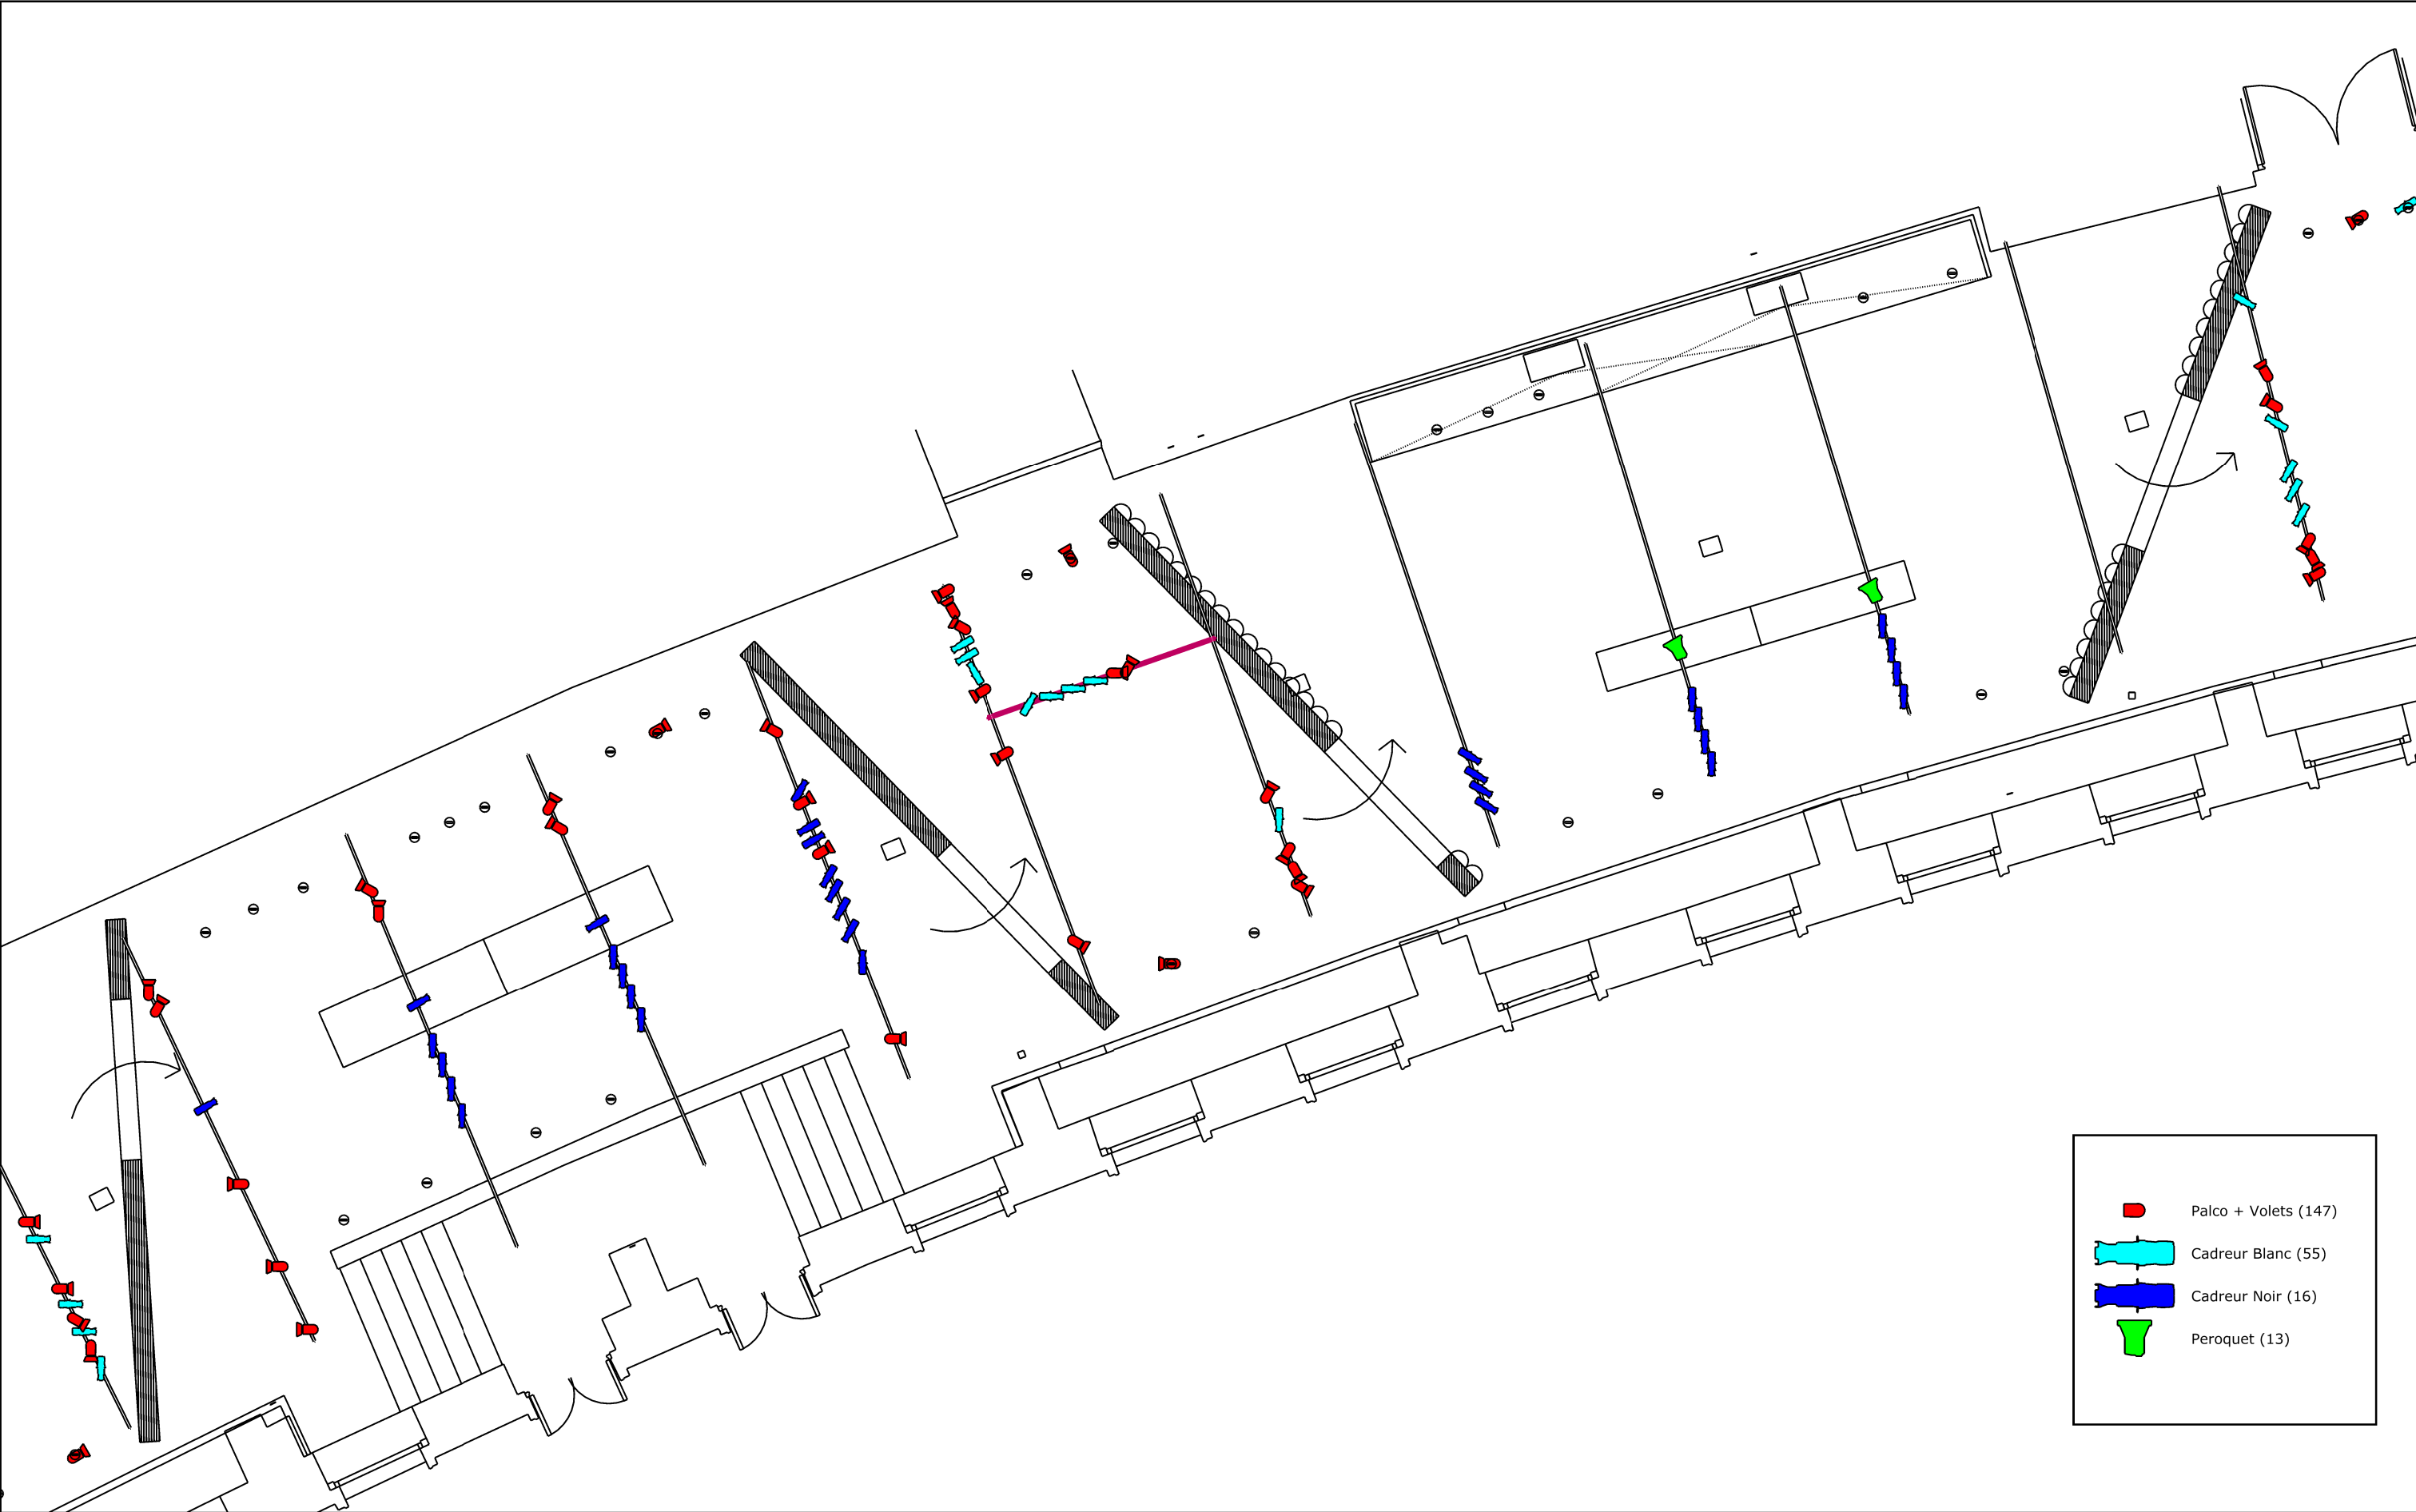 Palco + Volets (147)
Cadreur Blanc (55)
Cadreur Noir (16)
Peroquet (13)